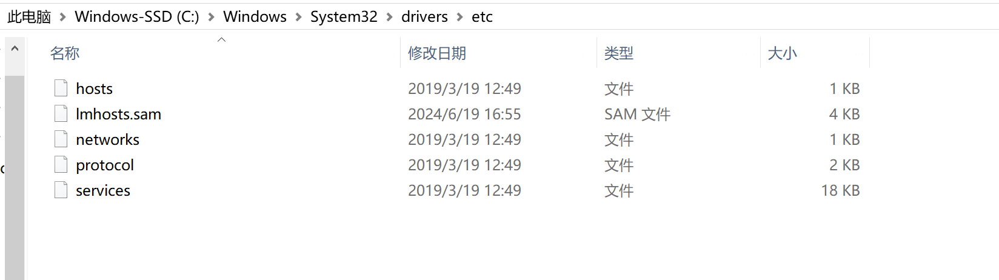 此电脑 > Windows-SSD (C:) > Windows > System32 > drivers > etc
名称 修改日期 类型 大小
hosts 2019/3/19 12:49 文件 1 KB
lmhosts.sam 2024/6/19 16:55 SAM 文件 4 KB
networks 2019/3/19 12:49 文件 1 KB
protocol 2019/3/19 12:49 文件 2 KB
services 2019/3/19 12:49 文件 18 KB